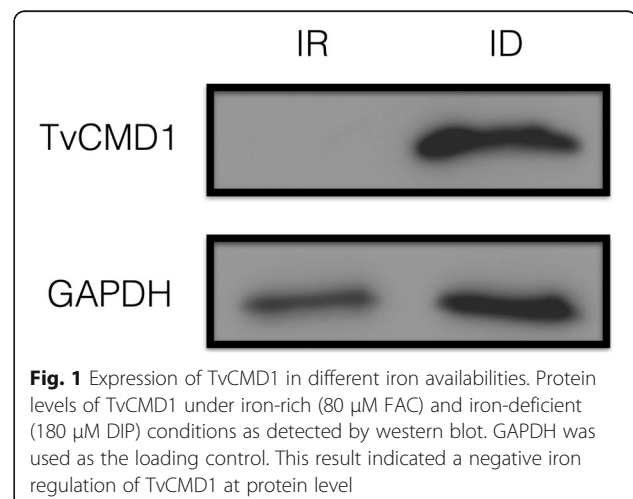 IR ID
TvCMD1
GAPDH
Fig. 1 Expression of TvCMD1 in different iron availabilities. Protein
levels of TvCMD1 under iron-rich (80 μM FAC) and iron-deficient
(180 μM DIP) conditions as detected by western blot. GAPDH was
used as the loading control. This result indicated a negative iron
regulation of TvCMD1 at protein level